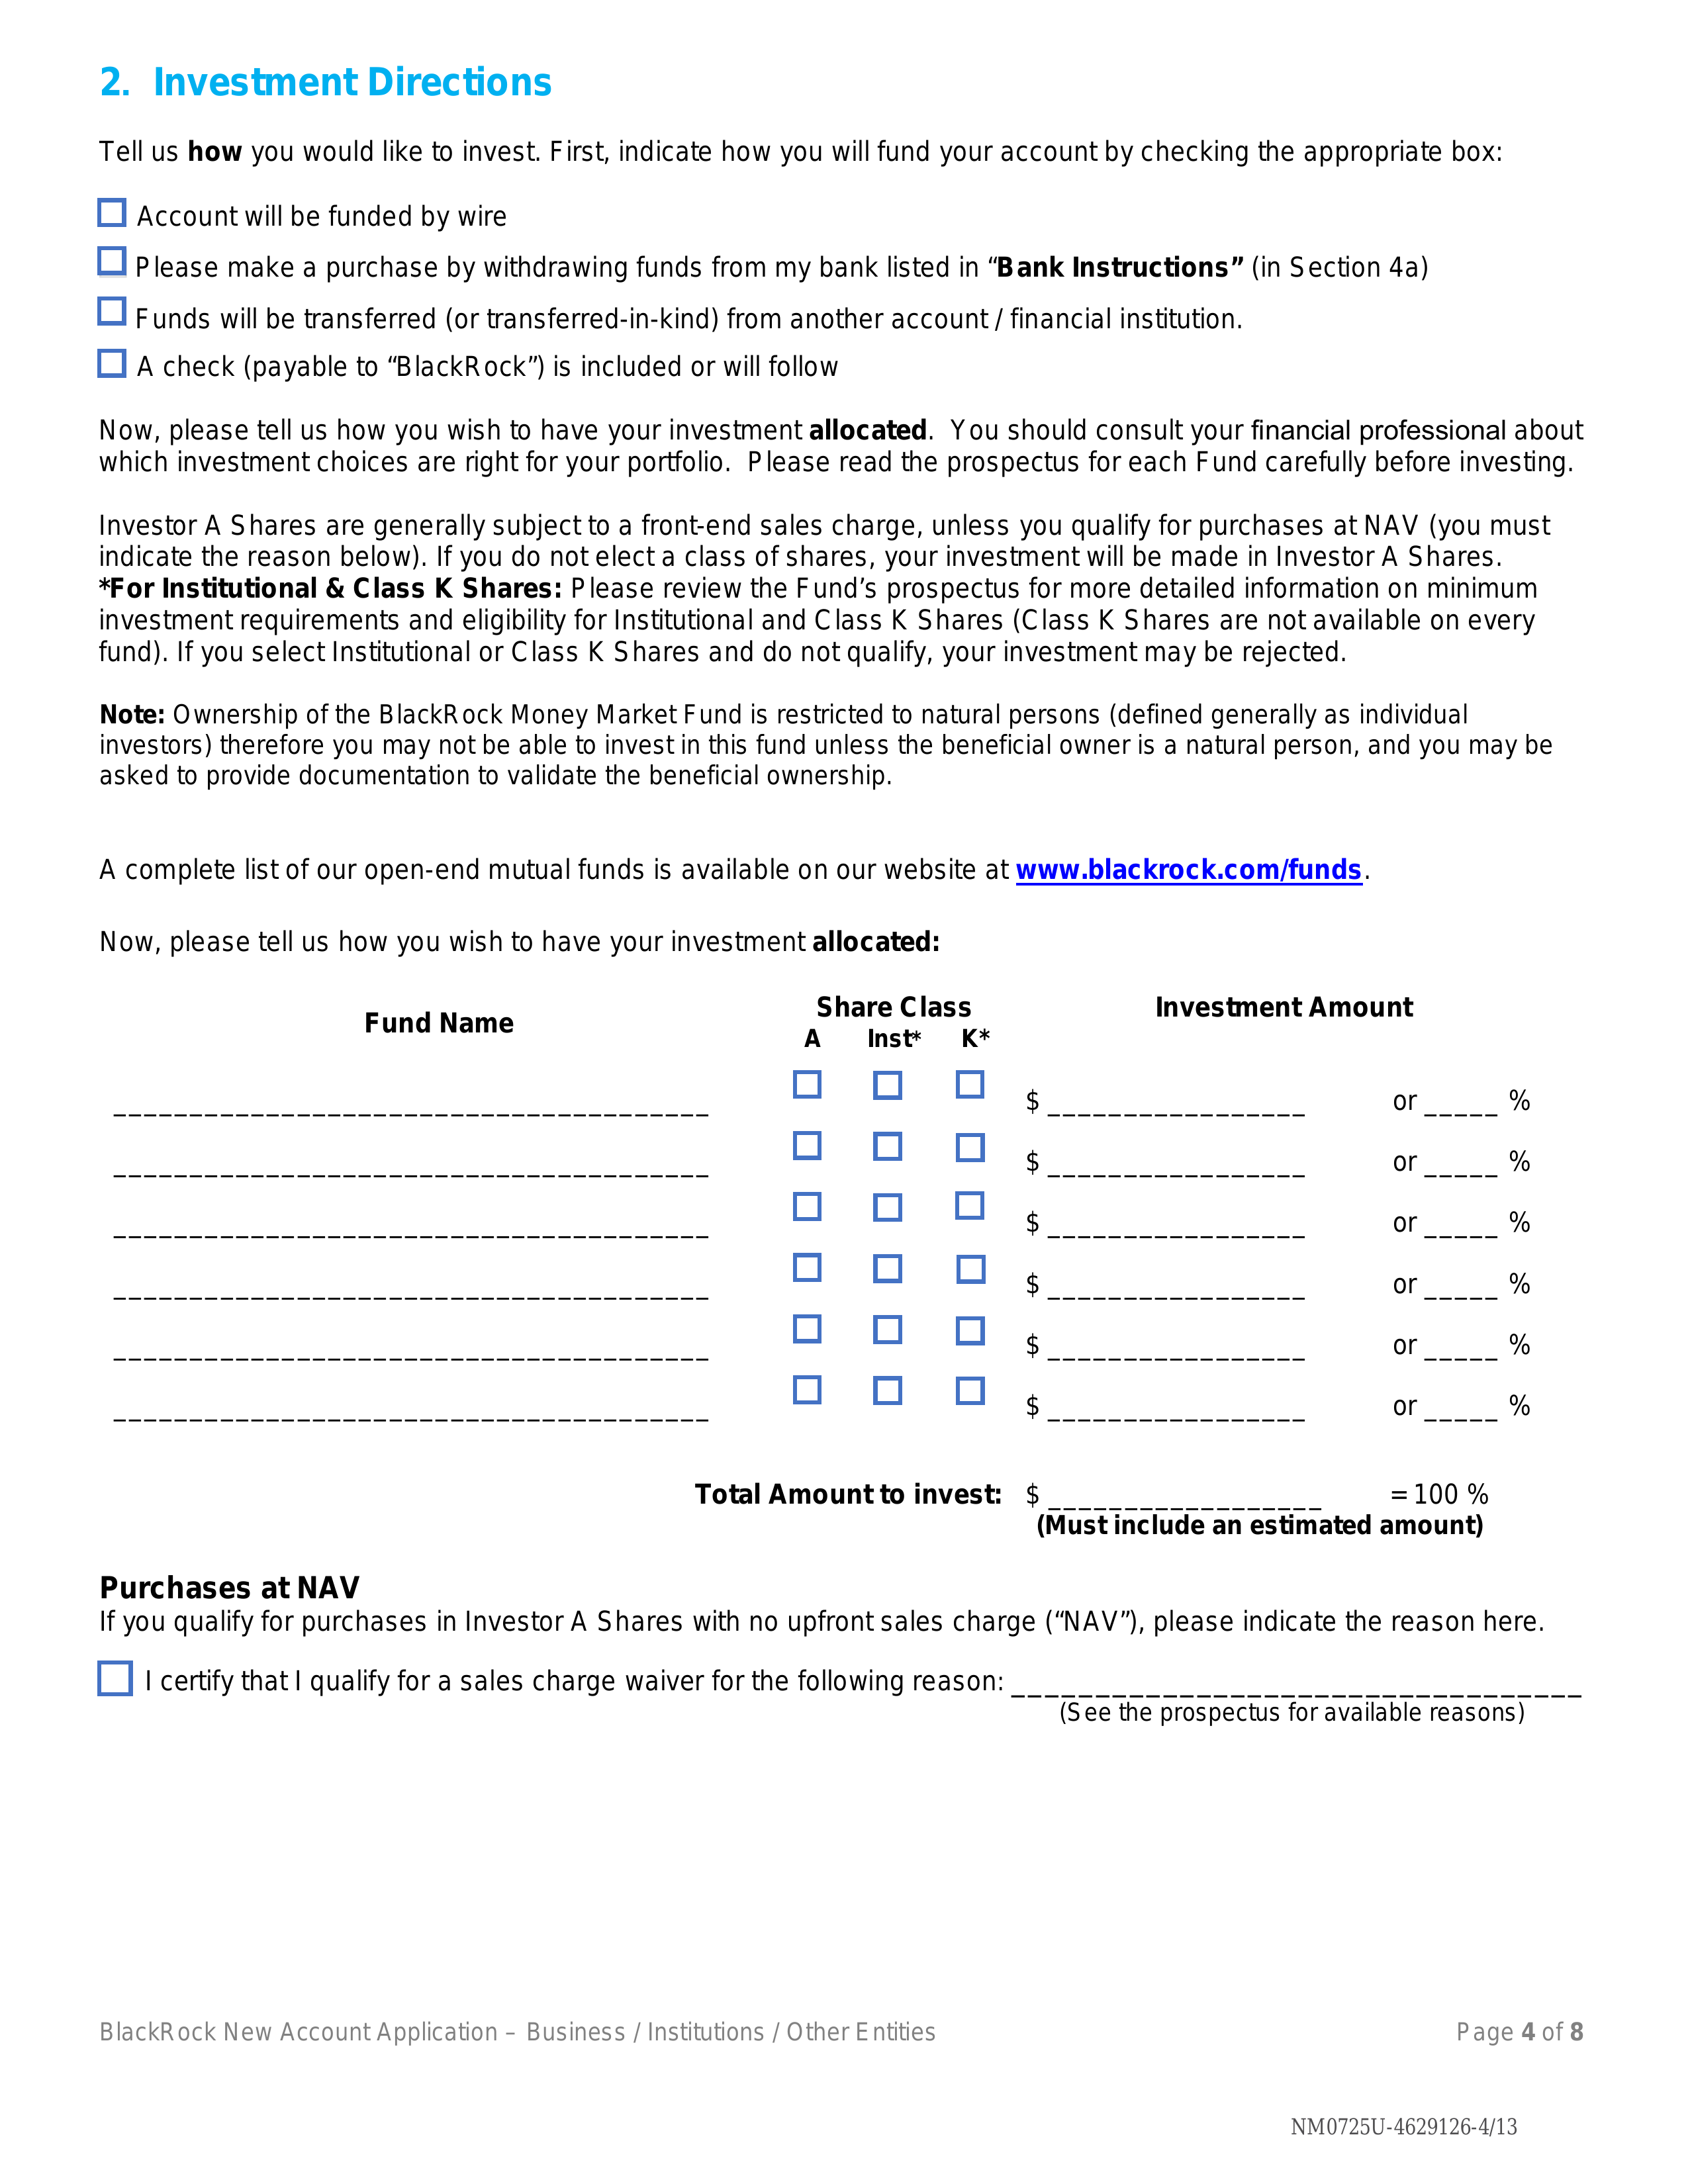 2. Investment Directions
Tell us how you would like to invest. First, indicate how you will fund your account by checking the appropriate box:
Account will be funded by wire
Please make a purchase by withdrawing funds from my bank listed in “Bank Instructions” (in Section 4a)
Funds will be transferred (or transferred-in-kind) from another account / financial institution.
A check (payable to “BlackRock”) is included or will follow
Now, please tell us how you wish to have your investment allocated. You should consult your financial professional about
which investment choices are right for your portfolio. Please read the prospectus for each Fund carefully before investing.
Investor A Shares are generally subject to a front-end sales charge, unless you qualify for purchases at NAV (you must
indicate the reason below). If you do not elect a class of shares, your investment will be made in Investor A Shares.
*For Institutional & Class K Shares: Please review the Fund’s prospectus for more detailed information on minimum
investment requirements and eligibility for Institutional and Class K Shares (Class K Shares are not available on every
fund). If you select Institutional or Class K Shares and do not qualify, your investment may be rejected.
Note: Ownership of the BlackRock Money Market Fund is restricted to natural persons (defined generally as individual
investors) therefore you may not be able to invest in this fund unless the beneficial owner is a natural person, and you may be
asked to provide documentation to validate the beneficial ownership.
A complete list of our open-end mutual funds is available on our website at www.blackrock.com/funds.
Now, please tell us how you wish to have your investment allocated:
Fund Name Share Class Investment Amount
A Inst* K*
_______________________________________ $ _________________ or _____ %
_______________________________________ $ _________________ or _____ %
_______________________________________ $ _________________ or _____ %
_______________________________________ $ _________________ or _____ %
_______________________________________ $ _________________ or _____ %
_______________________________________ $ _________________ or _____ %
Total Amount to invest: $ __________________ = 100 %
(Must include an estimated amount)
Purchases at NAV
If you qualify for purchases in Investor A Shares with no upfront sales charge (“NAV”), please indicate the reason here.
I certify that I qualify for a sales charge waiver for the following reason: __________________________________
(See the prospectus for available reasons)
BlackRock New Account Application – Business / Institutions / Other Entities Page 4 of 8
NM0725U-4629126-4/13